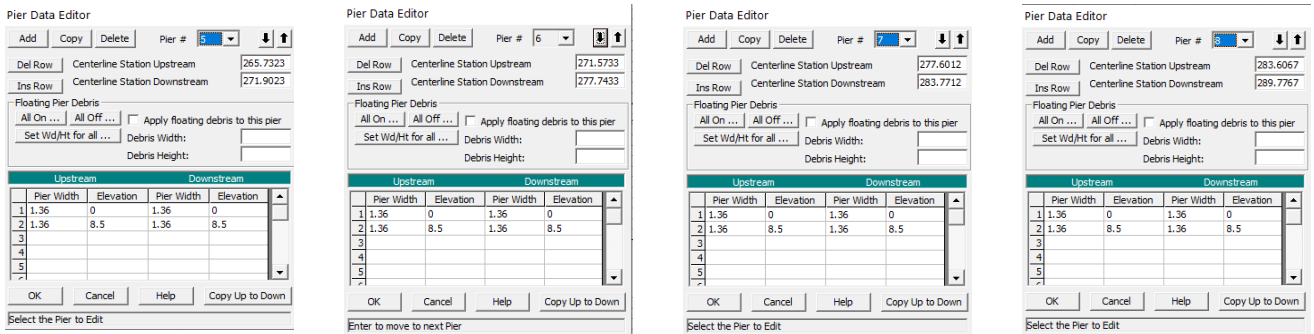 Pier Data Editor
Add Copy Delete Pier # 5
Del Row Centerline Station Upstream 265.7323
Ins Row Centerline Station Downstream 271.9023
Floating Pier Debris
All On ... All Off ... Apply floating debris to this pier
Set Wd/Ht for all ... Debris Width:
Debris Height:
Upstream Downstream
Pier Width Elevation Pier Width Elevation
1 1.36 0 1.36 0
2 1.36 8.5 1.36 8.5
3
4
5
OK Cancel Help Copy Up to Down
Select the Pier to Edit
Pier Data Editor
Add Copy Delete Pier # 6
Del Row Centerline Station Upstream 271.5733
Ins Row Centerline Station Downstream 277.7433
Floating Pier Debris
All On ... All Off ... Apply floating debris to this pier
Set Wd/Ht for all ... Debris Width:
Debris Height:
Upstream Downstream
Pier Width Elevation Pier Width Elevation
1 1.36 0 1.36 0
2 1.36 8.5 1.36 8.5
3
4
5
OK Cancel Help Copy Up to Down
Enter to move to next Pier
Pier Data Editor
Add Copy Delete Pier # 7
Del Row Centerline Station Upstream 277.6012
Ins Row Centerline Station Downstream 283.7712
Floating Pier Debris
All On ... All Off ... Apply floating debris to this pier
Set Wd/Ht for all ... Debris Width:
Debris Height:
Upstream Downstream
Pier Width Elevation Pier Width Elevation
1 1.36 0 1.36 0
2 1.36 8.5 1.36 8.5
3
4
5
OK Cancel Help Copy Up to Down
Select the Pier to Edit
Pier Data Editor
Add Copy Delete Pier # 8
Del Row Centerline Station Upstream 283.6067
Ins Row Centerline Station Downstream 289.7767
Floating Pier Debris
All On ... All Off ... Apply floating debris to this pier
Set Wd/Ht for all ... Debris Width:
Debris Height:
Upstream Downstream
Pier Width Elevation Pier Width Elevation
1 1.36 0 1.36 0
2 1.36 8.5 1.36 8.5
3
4
5
OK Cancel Help Copy Up to Down
Select the Pier to Edit